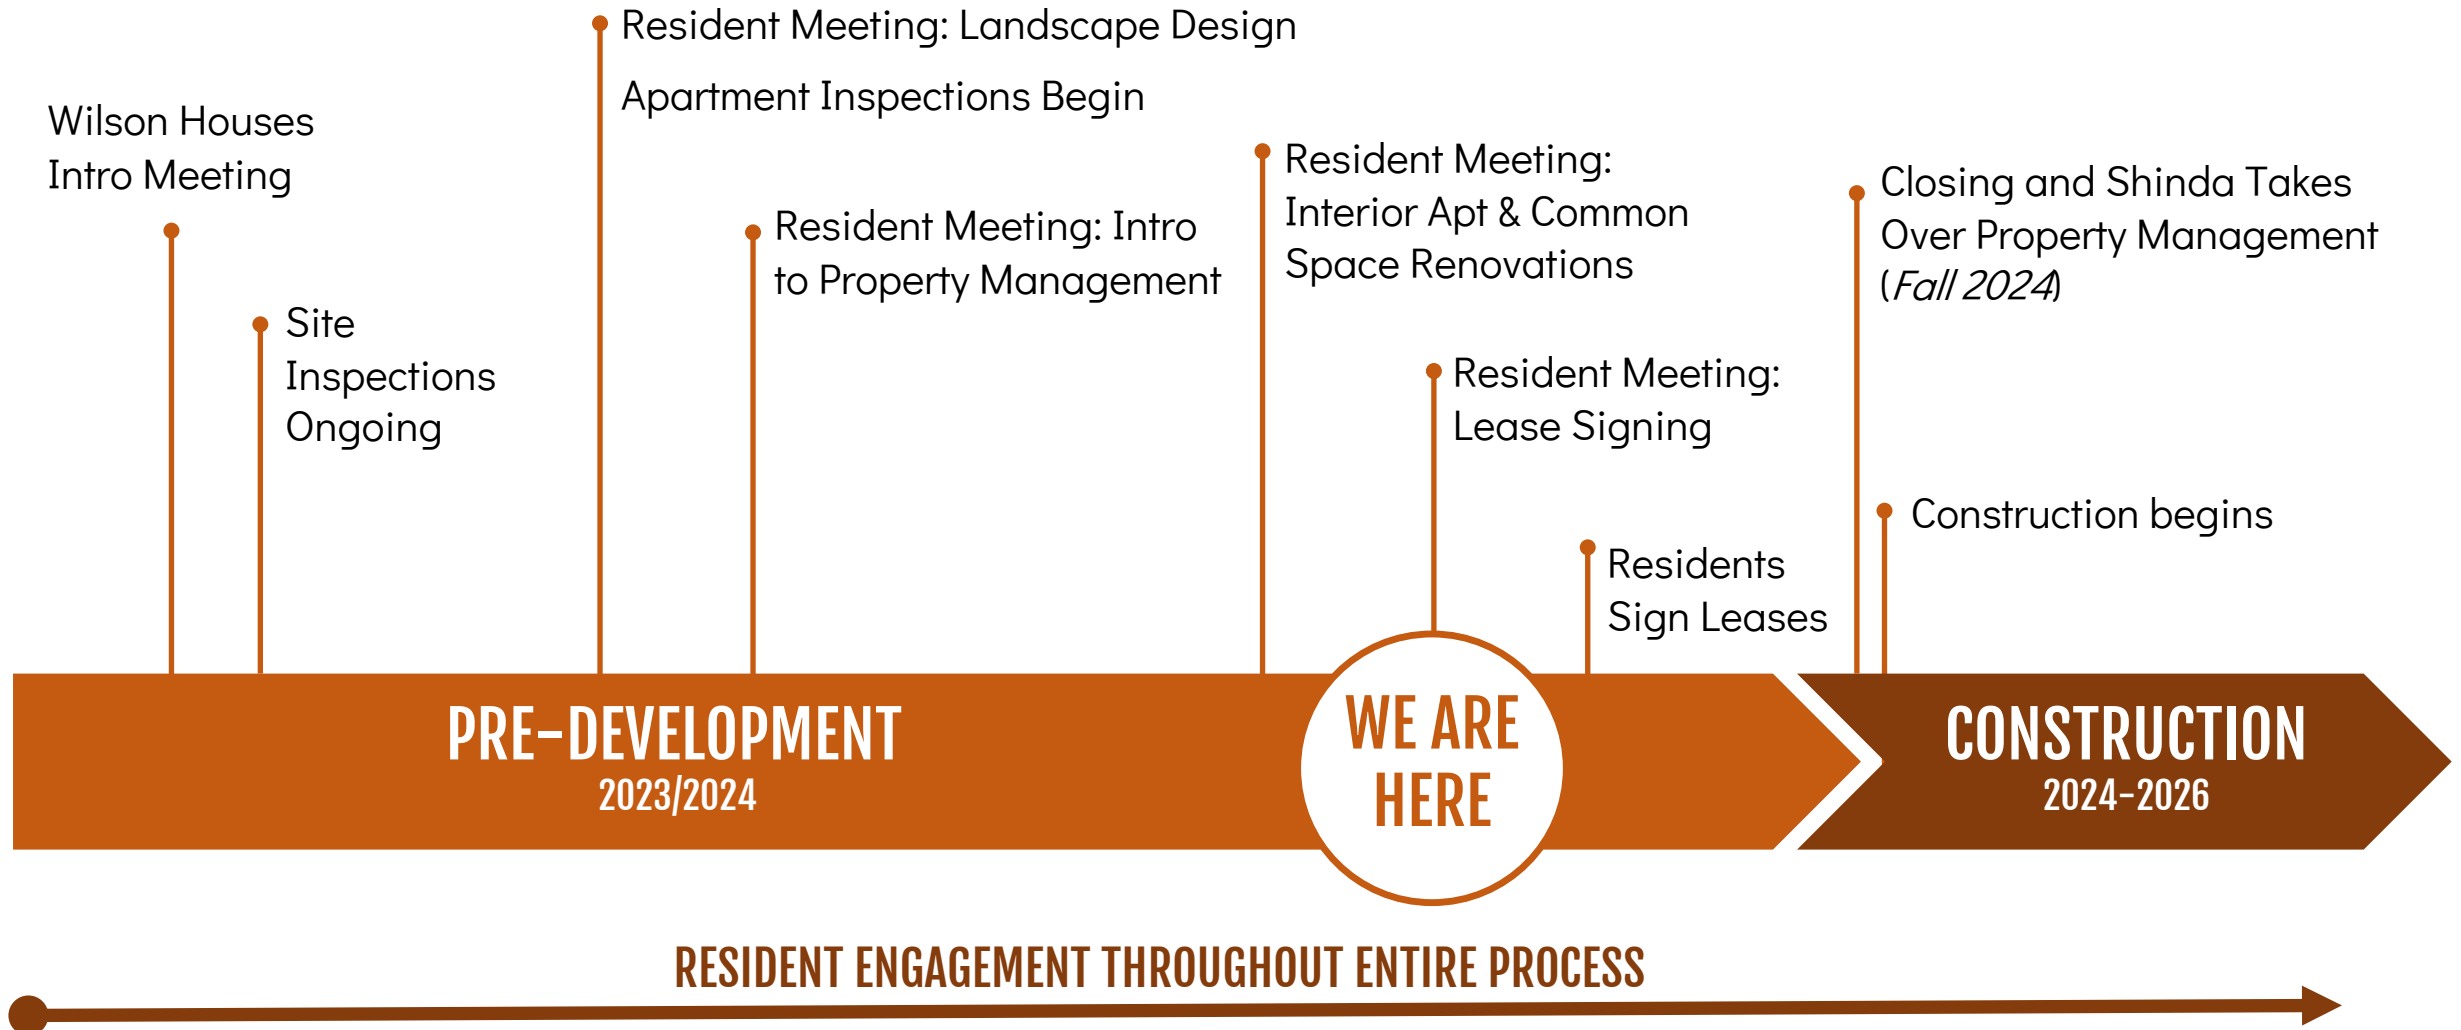 Resident Meeting: Landscape Design
Apartment Inspections Begin
Wilson Houses
Intro Meeting
Site
Inspections
Ongoing
Resident Meeting: Intro
to Property Management
Resident Meeting:
Interior Apt & Common
Space Renovations
Resident Meeting:
Lease Signing
Residents
Sign Leases
Closing and Shinda Takes
Over Property Management
(Fall 2024)
Construction begins
PRE-DEVELOPMENT
2023/2024
WE ARE
HERE
CONSTRUCTION
2024-2026
RESIDENT ENGAGEMENT THROUGHOUT ENTIRE PROCESS